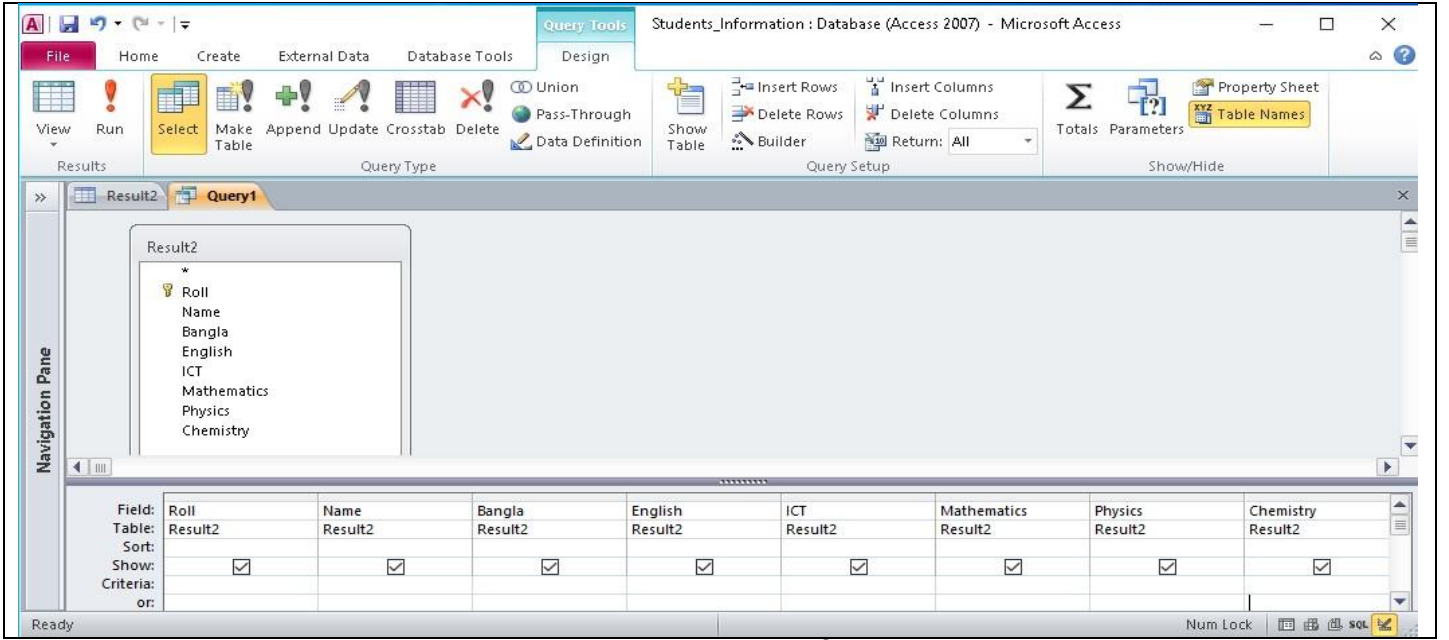 A
Query Tools
Students_Information : Database (Access 2007) - Microsoft Access
File Home Create External Data Database Tools Design
View
Run
Select
Make Table
Append
Update
Crosstab
Delete
Union
Pass-Through
Data Definition
Show Table
Insert Rows
Delete Rows
Builder
Insert Columns
Delete Columns
Return: All
Totals
Parameters
Property Sheet
XYZ Table Names
Results
Query Type
Query Setup
Show/Hide
» Result2 Query1
Navigation Pane
Result2
*
Roll
Name
Bangla
English
ICT
Mathematics
Physics
Chemistry
Field: Roll Name Bangla English ICT Mathematics Physics Chemistry
Table: Result2 Result2 Result2 Result2 Result2 Result2 Result2 Result2
Sort:
Show:
Criteria:
or:
Ready Num Lock SQL